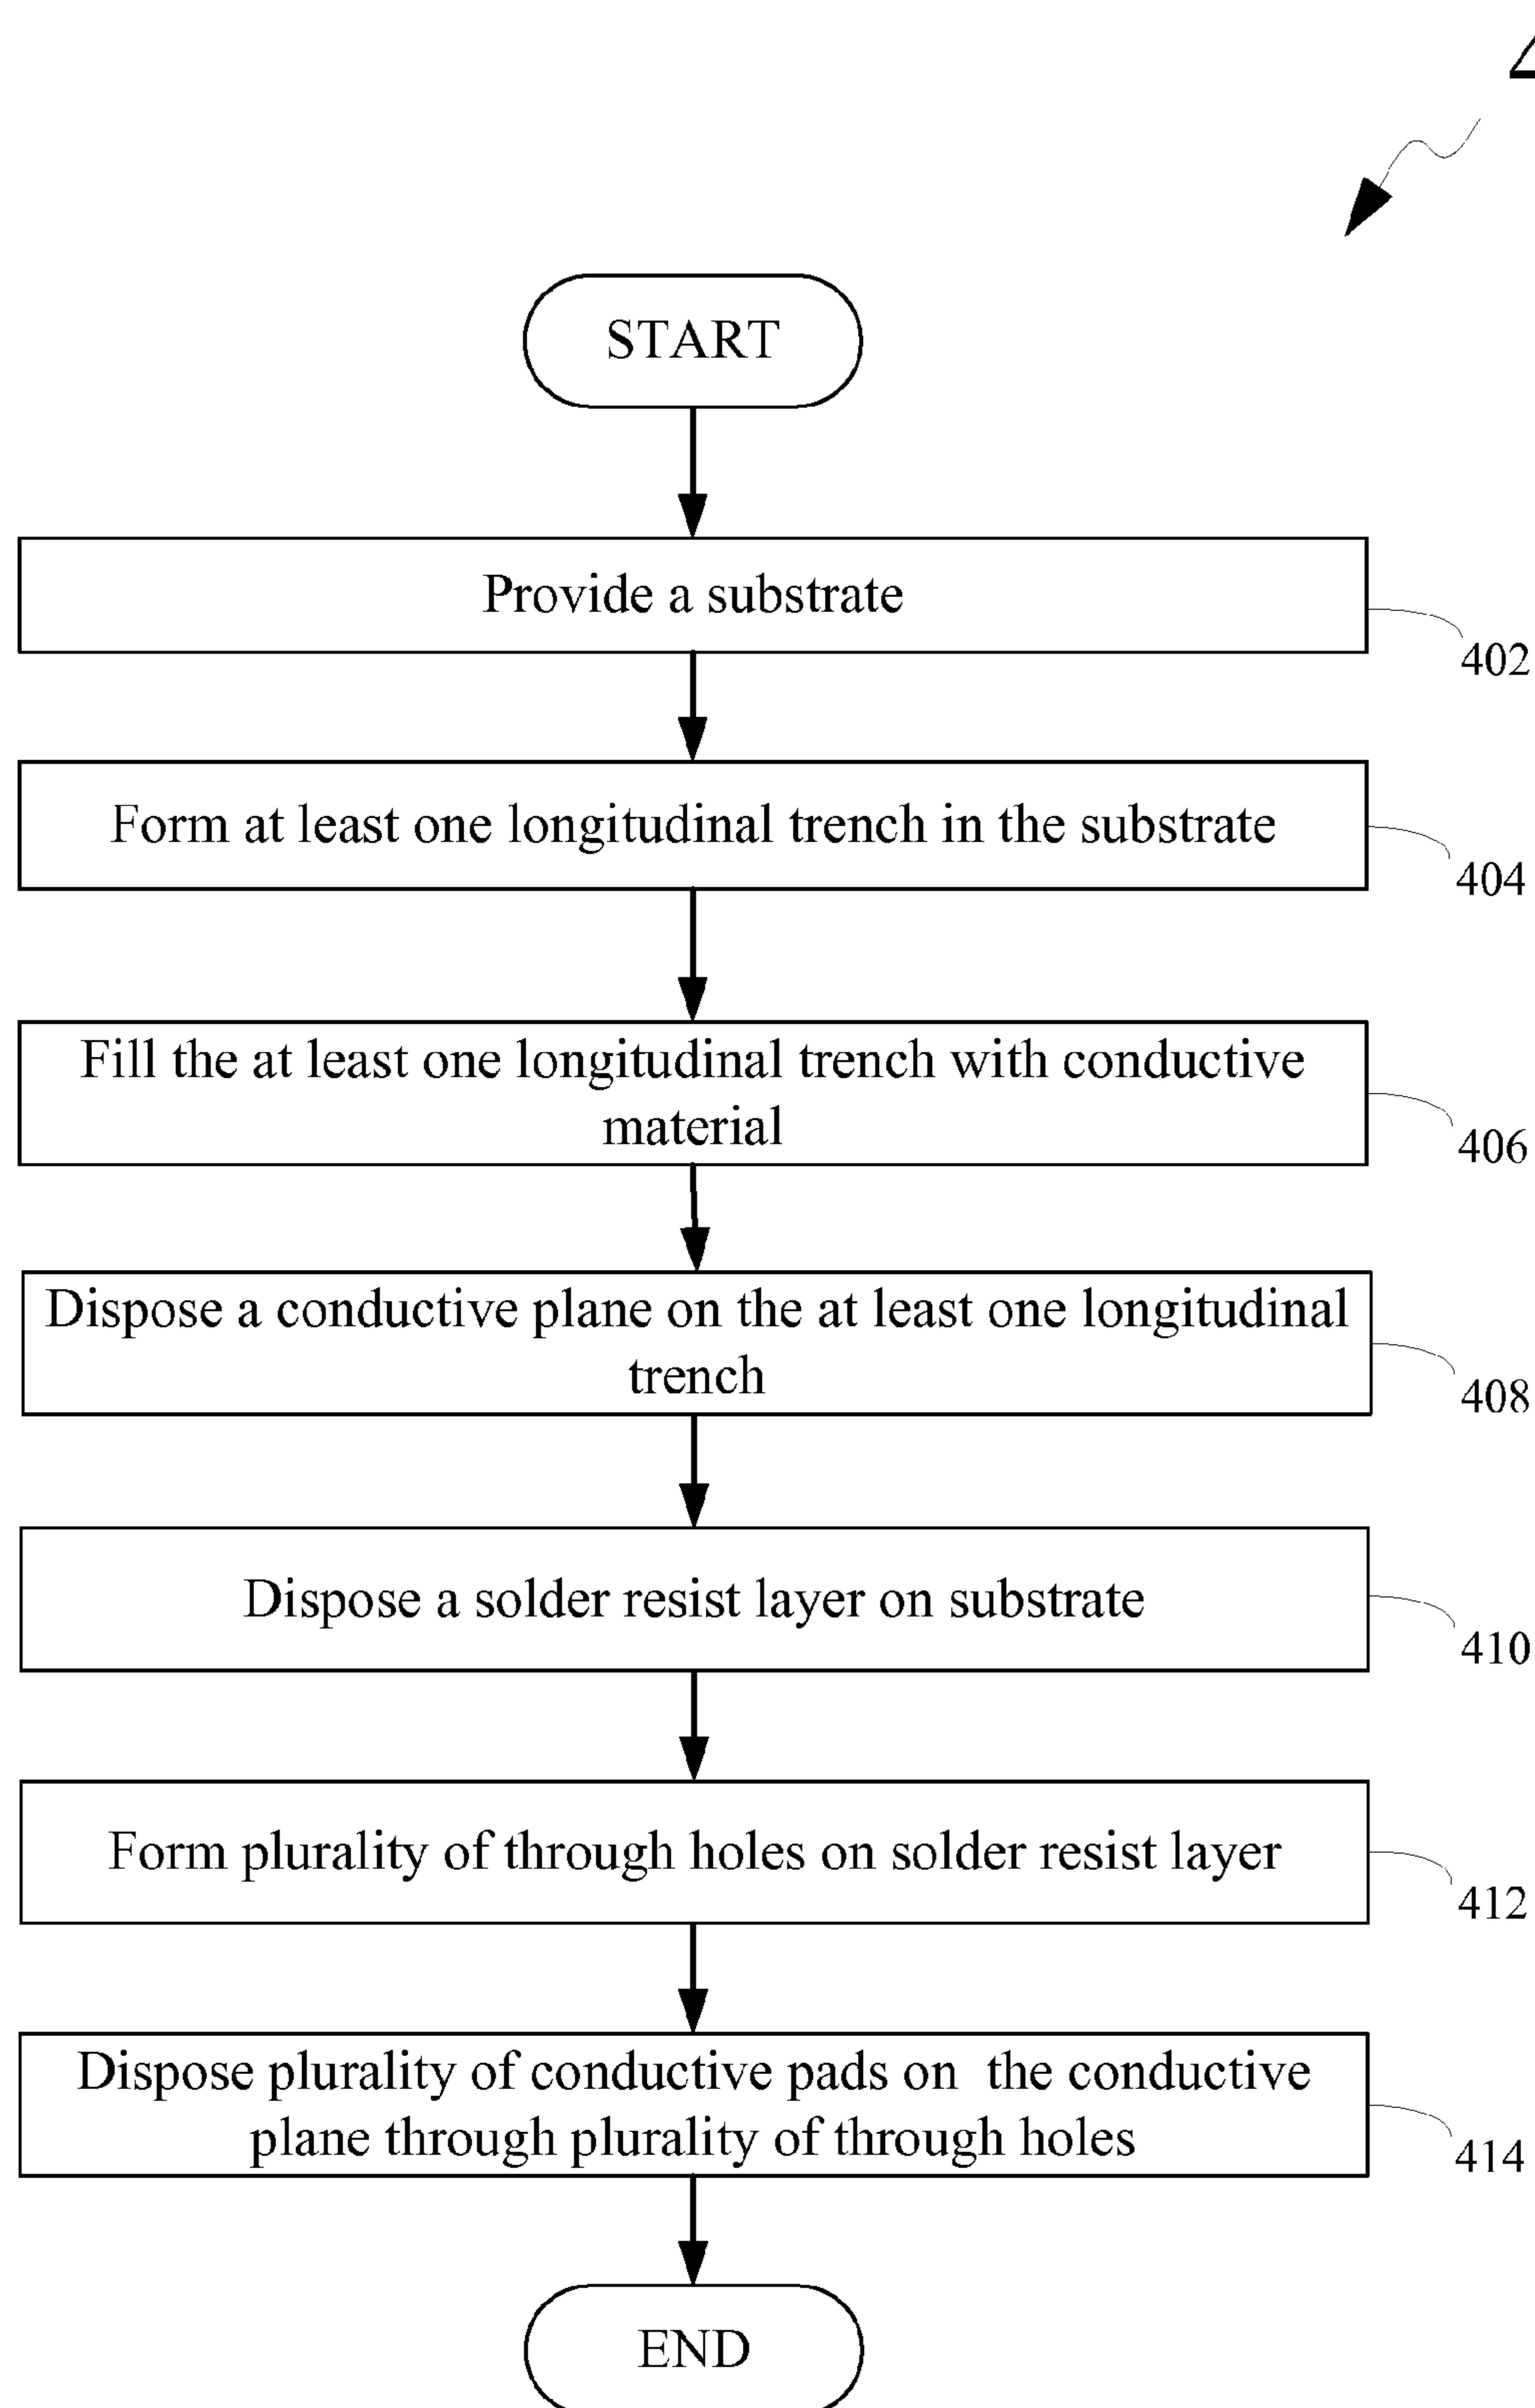 START
Provide a substrate
402
Form at least one longitudinal trench in the substrate
404
Fill the at least one longitudinal trench with conductive
material
406
Dispose a conductive plane on the at least one longitudinal
trench
408
Dispose a solder resist layer on substrate
410
Form plurality of through holes on solder resist layer
412
Dispose plurality of conductive pads on the conductive
plane through plurality of through holes
414
END